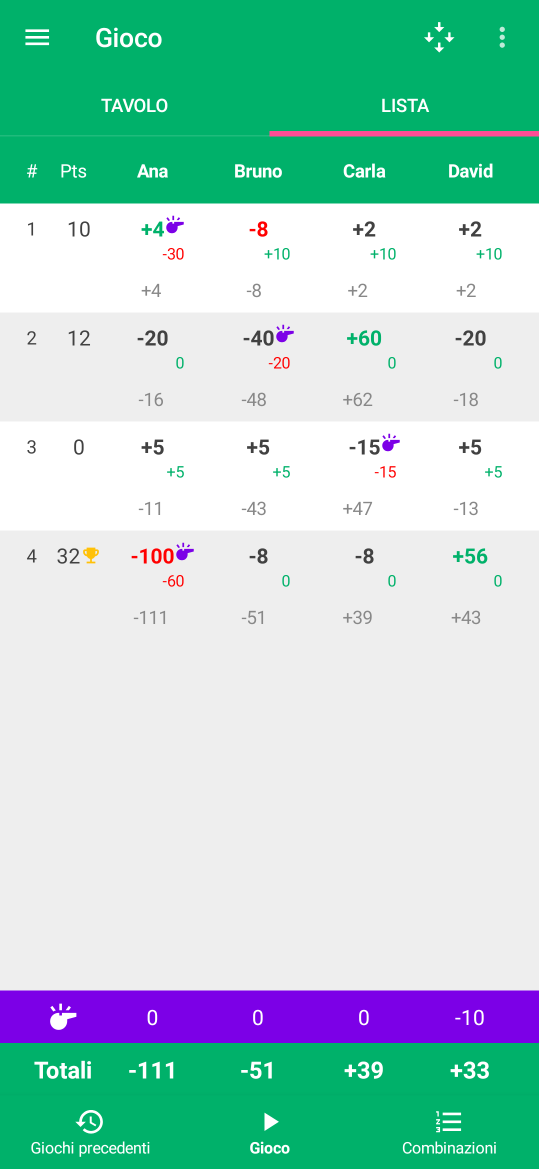 Gioco
TAVOLO LISTA
# Pts Ana Bruno Carla David
1 10 +4 -8 +2 +2
-30 +10 +10 +10
+4 -8 +2 +2
2 12 -20 -40 +60 -20
0 -20 0 0
-16 -48 +62 -18
3 0 +5 +5 -15 +5
+5 +5 -15 +5
-11 -43 +47 -13
4 32 -100 -8 -8 +56
-60 0 0 0
-111 -51 +39 +43
0 0 0 -10
Totali -111 -51 +39 +33
Giochi precedenti Gioco Combinazioni